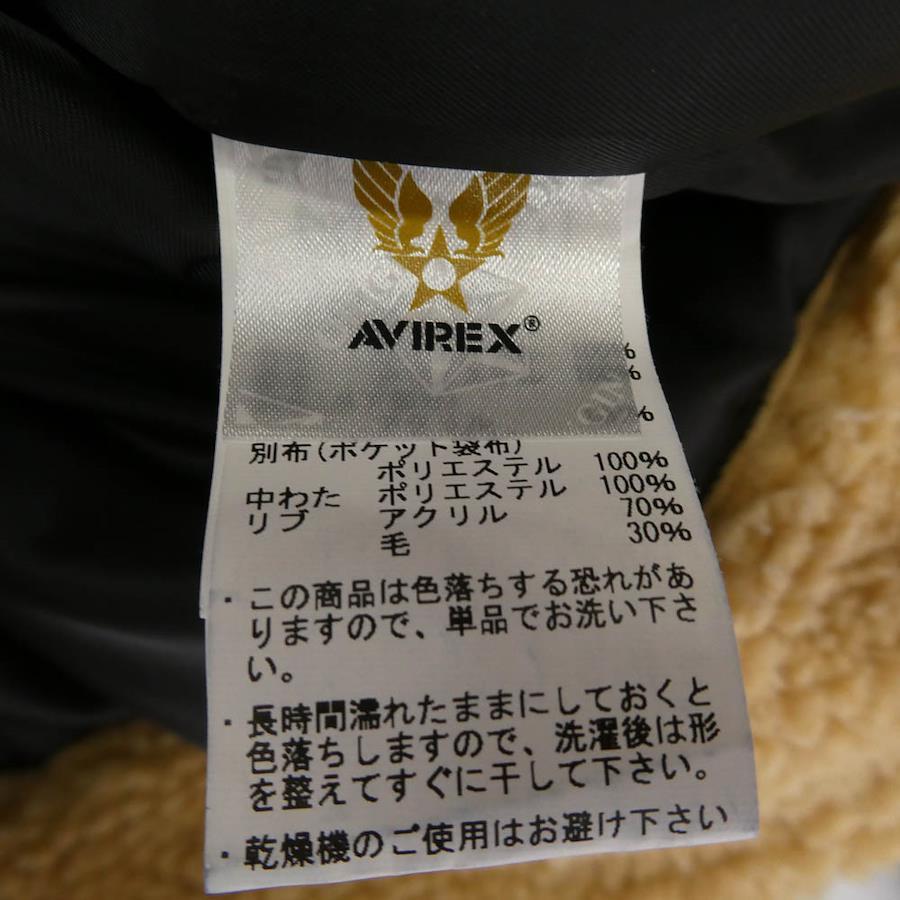 AVIREX®
%
%
%
別布(ポケット袋布)
ポリエステル 100%
中わた ポリエステル 100%
リブ アクリル 70%
毛 30%
・この商品は色落ちする恐れがあ
りますので、単品でお洗い下さ
い。
・長時間濡れたままにしておくと
色落ちしますので、洗濯後は形
を整えてすぐに干して下さい。
・乾燥機のご使用はお避け下さい